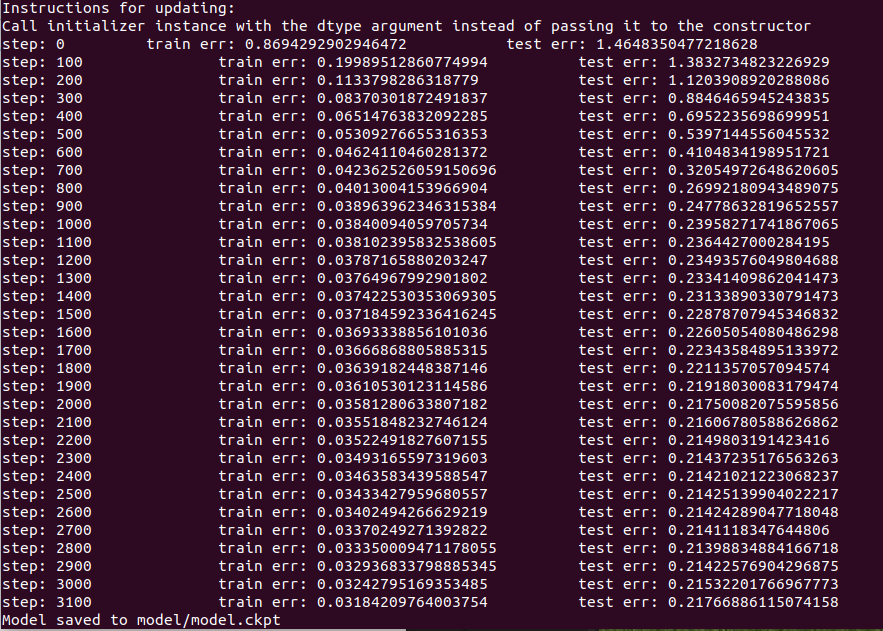 Instructions for updating:
Call initializer instance with the dtype argument instead of passing it to the constructor
step: 0 train err: 0.8694292902946472 test err: 1.4648350477218628
step: 100 train err: 0.19989512860774994 test err: 1.3832734823226929
step: 200 train err: 0.1133798286318779 test err: 1.1203908920288086
step: 300 train err: 0.08370301872491837 test err: 0.8846465945243835
step: 400 train err: 0.06514763832092285 test err: 0.6952235698699951
step: 500 train err: 0.05309276655316353 test err: 0.5397144556045532
step: 600 train err: 0.04624110460281372 test err: 0.4104834198951721
step: 700 train err: 0.042362526059150696 test err: 0.32054972648620605
step: 800 train err: 0.04013004153966904 test err: 0.26992180943489075
step: 900 train err: 0.038963962346315384 test err: 0.24778632819652557
step: 1000 train err: 0.03840094059705734 test err: 0.23958271741867065
step: 1100 train err: 0.038102395832538605 test err: 0.2364427000284195
step: 1200 train err: 0.03787165880203247 test err: 0.23493576049804688
step: 1300 train err: 0.03764967992901802 test err: 0.23341409862041473
step: 1400 train err: 0.037422530353069305 test err: 0.23133890330791473
step: 1500 train err: 0.037184592336416245 test err: 0.22878707945346832
step: 1600 train err: 0.03693338856101036 test err: 0.22605054080486298
step: 1700 train err: 0.03666868805885315 test err: 0.22343584895133972
step: 1800 train err: 0.03639182448387146 test err: 0.2211357057094574
step: 1900 train err: 0.03610530123114586 test err: 0.21918030083179474
step: 2000 train err: 0.03581280633807182 test err: 0.21750082075595856
step: 2100 train err: 0.03551848232746124 test err: 0.21606780588626862
step: 2200 train err: 0.03522491827607155 test err: 0.2149803191423416
step: 2300 train err: 0.03493165597319603 test err: 0.21437235176563263
step: 2400 train err: 0.03463583439588547 test err: 0.21421021223068237
step: 2500 train err: 0.03433427959680557 test err: 0.21425139904022217
step: 2600 train err: 0.03402494266629219 test err: 0.21424289047718048
step: 2700 train err: 0.03370249271392822 test err: 0.2141118347644806
step: 2800 train err: 0.033350009471178055 test err: 0.21398834884166718
step: 2900 train err: 0.032936833798885345 test err: 0.21422576904296875
step: 3000 train err: 0.03242795169353485 test err: 0.21532201766967773
step: 3100 train err: 0.03184209764003754 test err: 0.21766886115074158
Model saved to model/model.ckpt